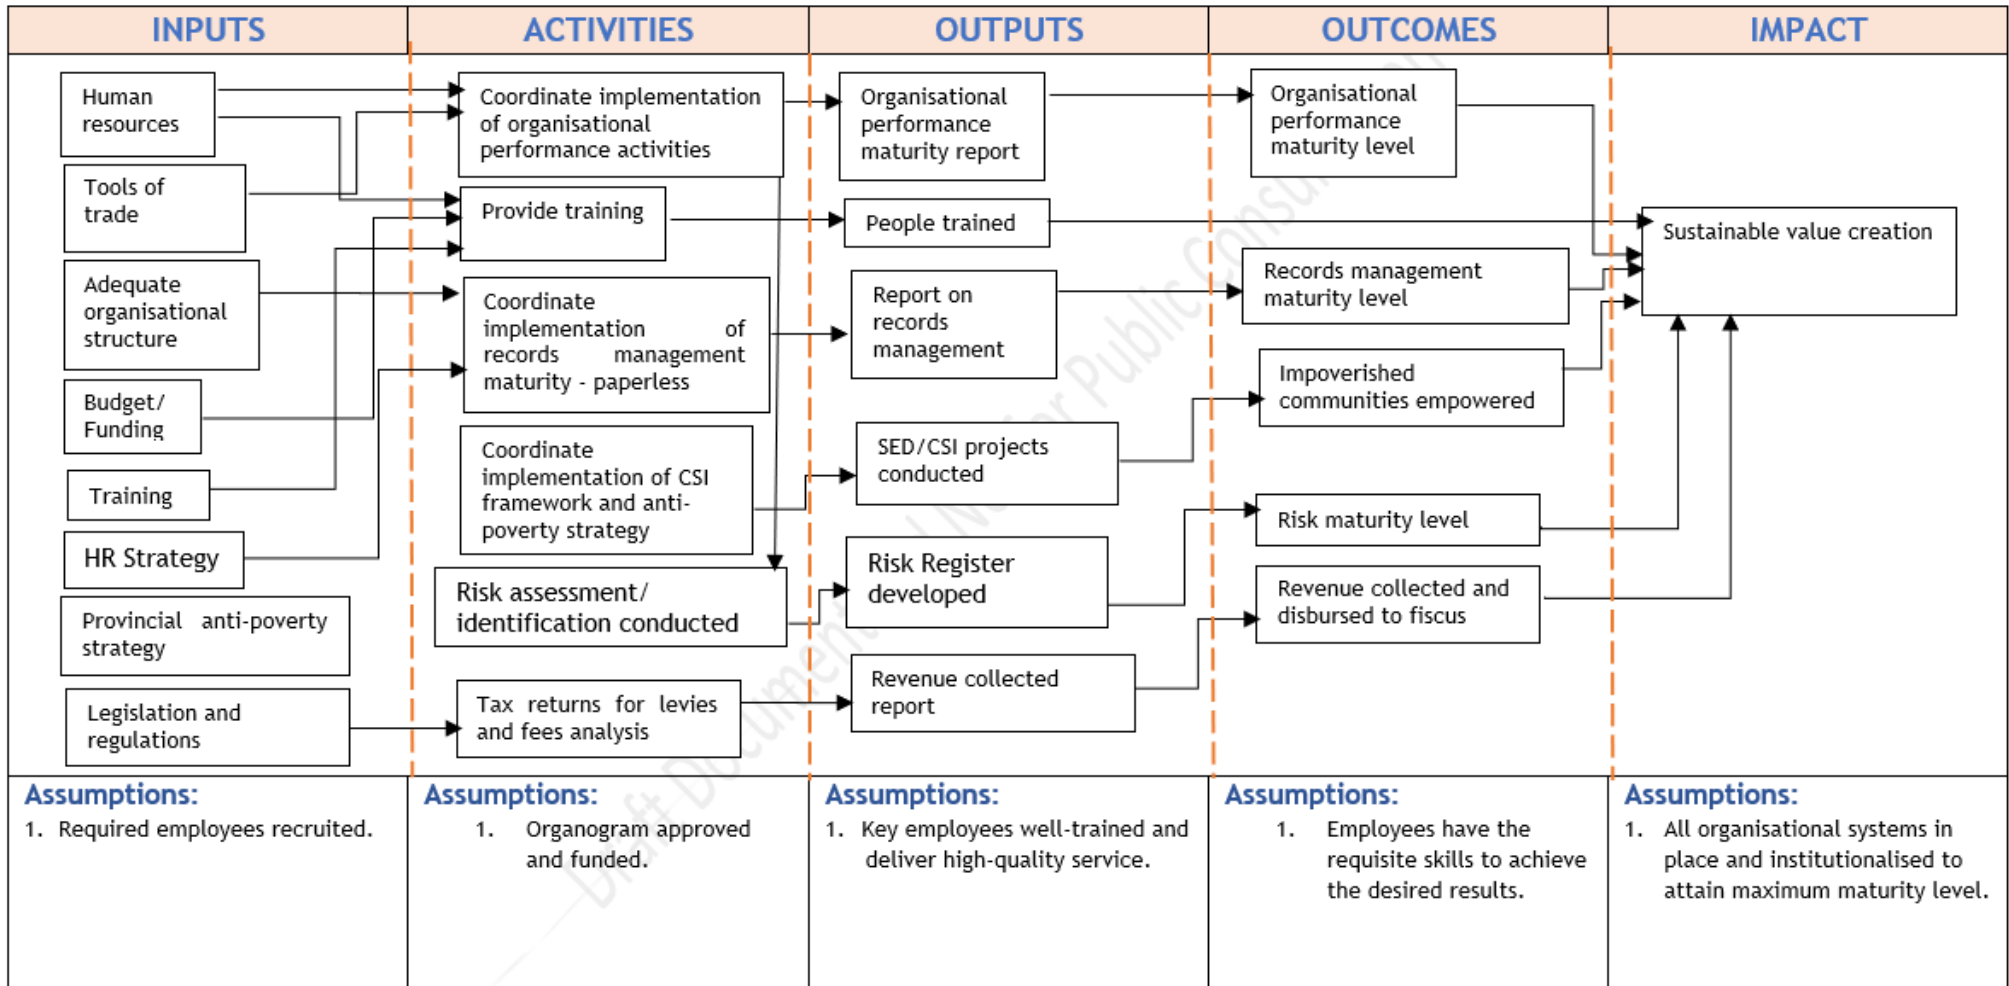 INPUTS
ACTIVITIES
OUTPUTS
OUTCOMES
IMPACT
Human
resources
Tools of
trade
Adequate
organisational
structure
Budget/
Funding
Training
HR Strategy
Provincial anti-poverty
strategy
Legislation and
regulations
Coordinate implementation
of organisational
performance activities
Provide training
Coordinate
implementation of
records management
maturity - paperless
Coordinate
implementation of CSI
framework and anti-
poverty strategy
Risk assessment/
identification conducted
Tax returns for levies
and fees analysis
Organisational
performance
maturity report
People trained
Report on
records
management
SED/CSI projects
conducted
Risk Register
developed
Revenue collected
report
Organisational
performance
maturity level
Records management
maturity level
Impoverished
communities empowered
Risk maturity level
Revenue collected and
disbursed to fiscus
Sustainable value creation
Assumptions:
1. Required employees recruited.
Assumptions:
1. Organogram approved
and funded.
Assumptions:
1. Key employees well-trained and
deliver high-quality service.
Assumptions:
1. Employees have the
requisite skills to achieve
the desired results.
Assumptions:
1. All organisational systems in
place and institutionalised to
attain maximum maturity level.
Draft Document for Public